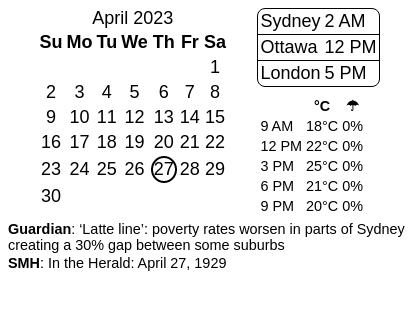 April 2023
Su Mo Tu We Th Fr Sa
1
2 3 4 5 6 7 8
9 10 11 12 13 14 15
16 17 18 19 20 21 22
23 24 25 26 27 28 29
30
Sydney 2 AM
Ottawa 12 PM
London 5 PM
°C ☂
9 AM 18°C 0%
12 PM 22°C 0%
3 PM 25°C 0%
6 PM 21°C 0%
9 PM 20°C 0%
Guardian: ‘Latte line’: poverty rates worsen in parts of Sydney
creating a 30% gap between some suburbs
SMH: In the Herald: April 27, 1929